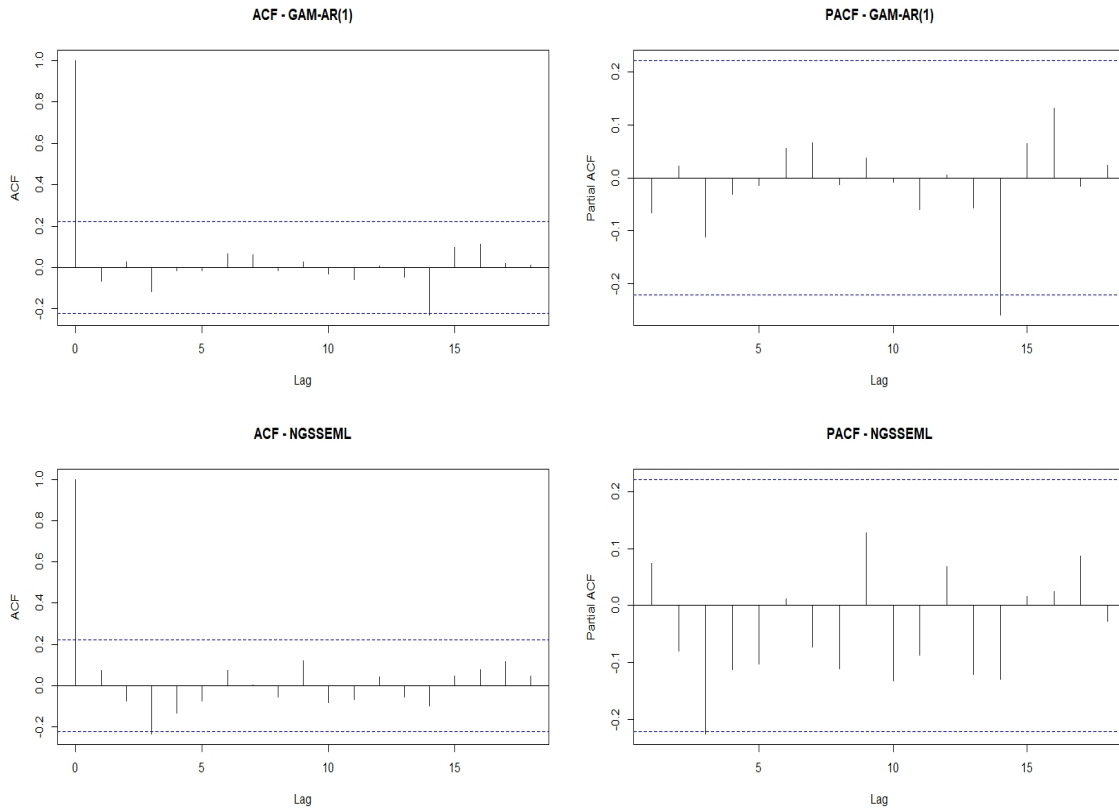 ACF - GAM-AR(1)
ACF
1.0
0.8
0.6
0.4
0.2
0.0
-0.2
0 5 10 15
Lag
PACF - GAM-AR(1)
Partial ACF
0.2
0.1
0.0
-0.1
-0.2
5 10 15
Lag
ACF - NGSSEML
ACF
1.0
0.8
0.6
0.4
0.2
0.0
-0.2
0 5 10 15
Lag
PACF - NGSSEML
Partial ACF
0.2
0.1
0.0
-0.1
-0.2
5 10 15
Lag